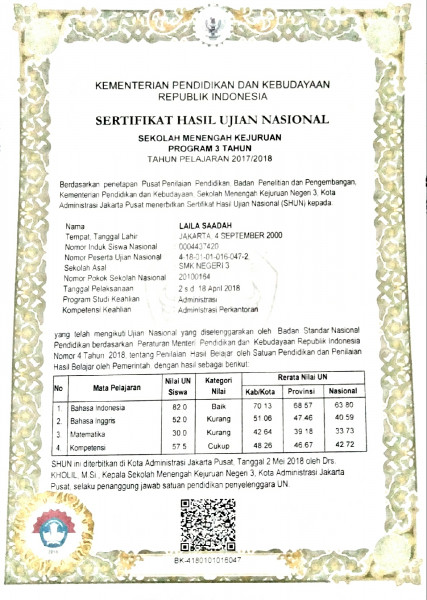 KEMENTERIAN PENDIDIKAN DAN KEBUDAYAAN
REPUBLIK INDONESIA
SERTIFIKAT HASIL UJIAN NASIONAL
SEKOLAH MENENGAH KEJURUAN
PROGRAM 3 TAHUN
TAHUN PELAJARAN 2017/2018
Berdasarkan penetapan Pusat Penilaian Pendidikan, Badan Penelitian dan Pengembangan,
Kementerian Pendidikan dan Kebudayaan, Sekolah Menengah Kejuruan Negeri 3, Kota
Administrasi Jakarta Pusat menerbitkan Sertifikat Hasil Ujian Nasional (SHUN) kepada:
Nama : LAILA SAADAH
Tempat, Tanggal Lahir : JAKARTA, 4 SEPTEMBER 2000
Nomor Induk Siswa Nasional : 0004437420
Nomor Peserta Ujian Nasional : 4-18-01-01-016-047-2
Sekolah Asal : SMK NEGERI 3
Nomor Pokok Sekolah Nasional : 20100164
Tanggal Pelaksanaan : 2 s.d. 18 April 2018
Program Studi Keahlian : Administrasi
Kompetensi Keahlian : Administrasi Perkantoran
yang telah mengikuti Ujian Nasional yang diselenggarakan oleh Badan Standar Nasional
Pendidikan berdasarkan Peraturan Menteri Pendidikan dan Kebudayaan Republik Indonesia
Nomor 4 Tahun 2018, tentang Penilaian Hasil Belajar oleh Satuan Pendidikan dan Penilaian
Hasil Belajar oleh Pemerintah, dengan hasil sebagai berikut:
No Mata Pelajaran Nilai UN Siswa Kategori Nilai Rerata Nilai UN
Kab/Kota Provinsi Nasional
1. Bahasa Indonesia 82.0 Baik 70.13 68.57 63.80
2. Bahasa Inggris 52.0 Kurang 51.06 47.46 40.59
3. Matematika 30.0 Kurang 42.64 39.18 33.73
4. Kompetensi 57.5 Cukup 48.26 46.67 42.72
SHUN ini diterbitkan di Kota Administrasi Jakarta Pusat, Tanggal 2 Mei 2018 oleh Drs.
KHOLIL, M.Si., Kepala Sekolah Menengah Kejuruan Negeri 3, Kota Administrasi Jakarta
Pusat, selaku penanggung jawab satuan pendidikan penyelenggara UN.
BK-4180101016047